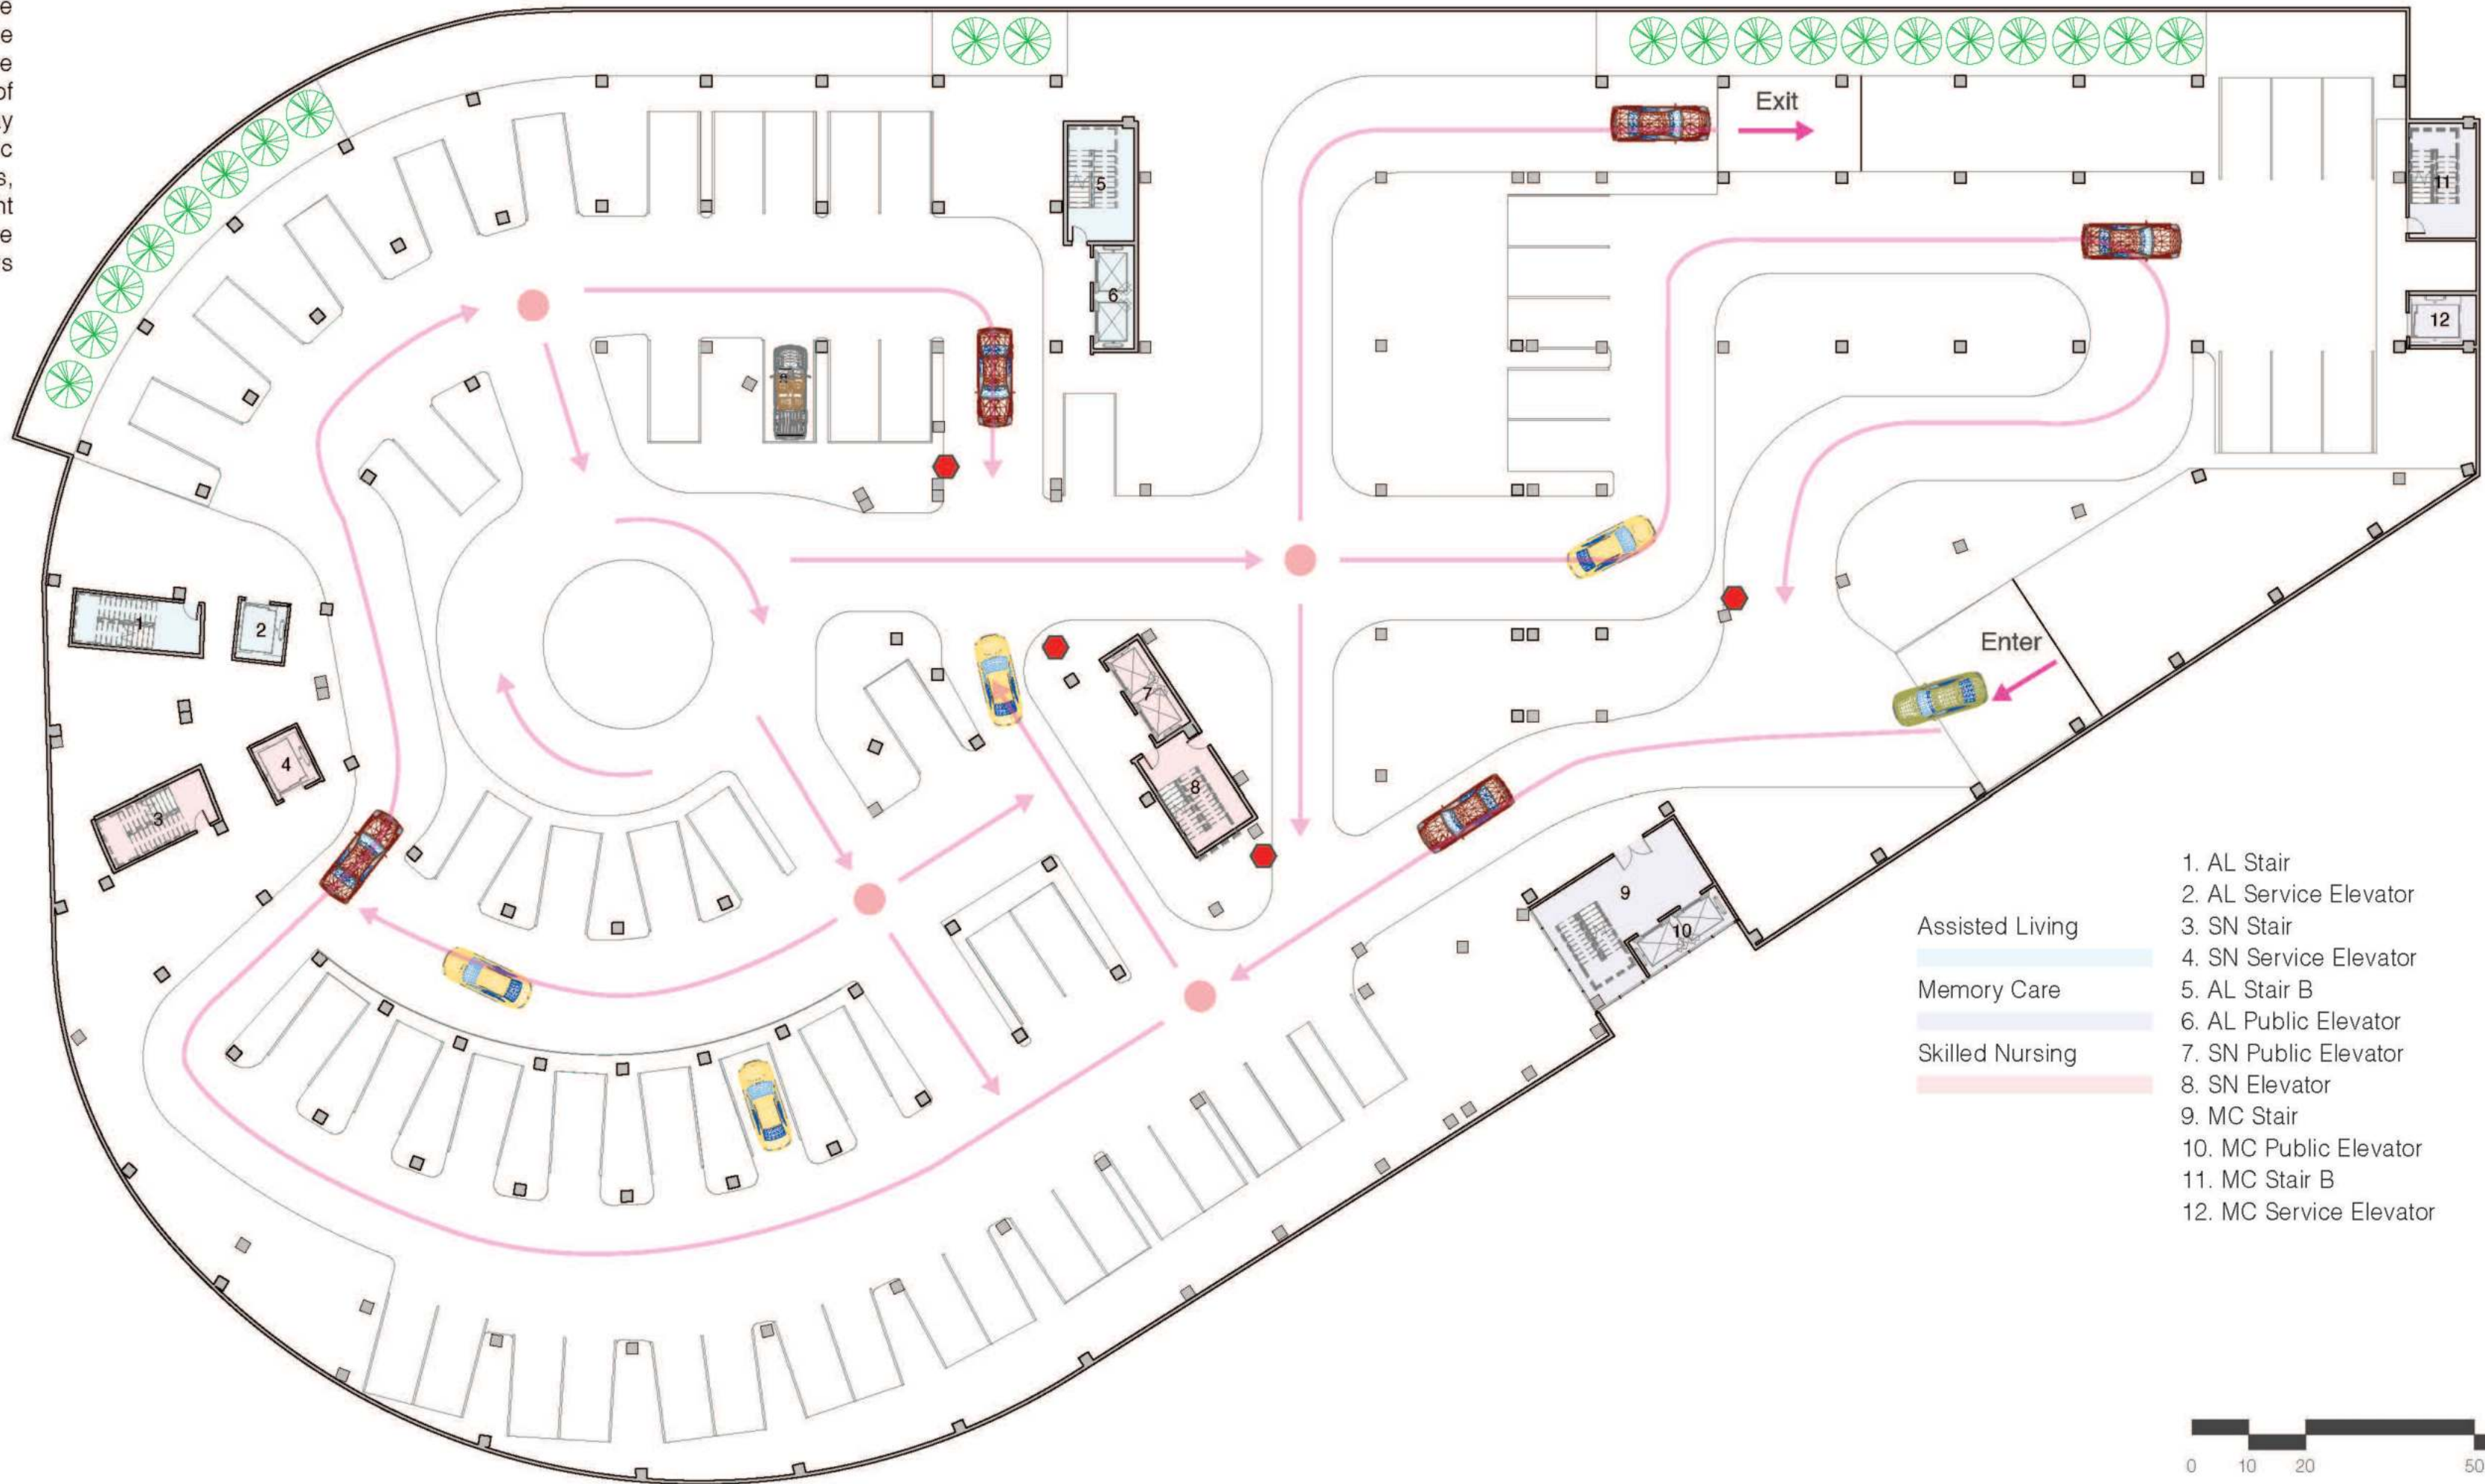 e
e
e
of
y
c
s,
nt
e
rs
Exit
5
11
6
12
1
2
Enter
7
4
8
3
9
10
Assisted Living
Memory Care
Skilled Nursing
1. AL Stair
2. AL Service Elevator
3. SN Stair
4. SN Service Elevator
5. AL Stair B
6. AL Public Elevator
7. SN Public Elevator
8. SN Elevator
9. MC Stair
10. MC Public Elevator
11. MC Stair B
12. MC Service Elevator
0 10 20 50